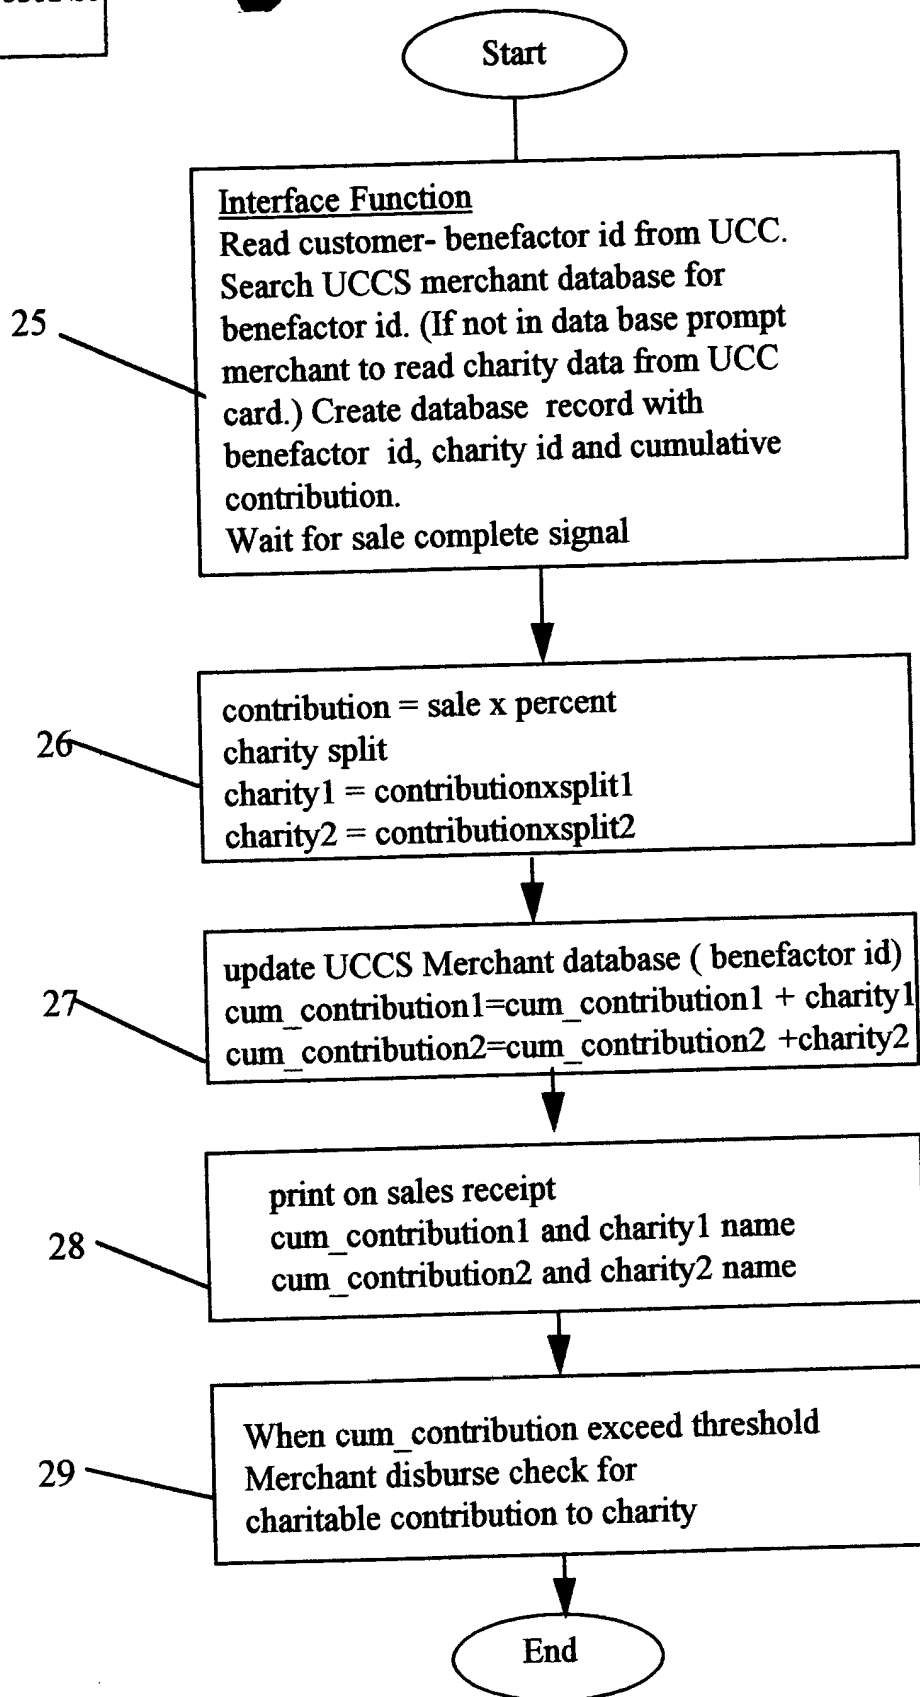 Start
Interface Function
Read customer- benefactor id from UCC.
Search UCCS merchant database for
benefactor id. (If not in data base prompt
merchant to read charity data from UCC
card.) Create database record with
benefactor id, charity id and cumulative
contribution.
Wait for sale complete signal
25
contribution = sale x percent
charity split
charity1 = contributionxsplit1
charity2 = contributionxsplit2
26
update UCCS Merchant database ( benefactor id)
cum_contribution1=cum_contribution1 + charity1
cum_contribution2=cum_contribution2 +charity2
27
print on sales receipt
cum_contribution1 and charity1 name
cum_contribution2 and charity2 name
28
When cum_contribution exceed threshold
Merchant disburse check for
charitable contribution to charity
29
End